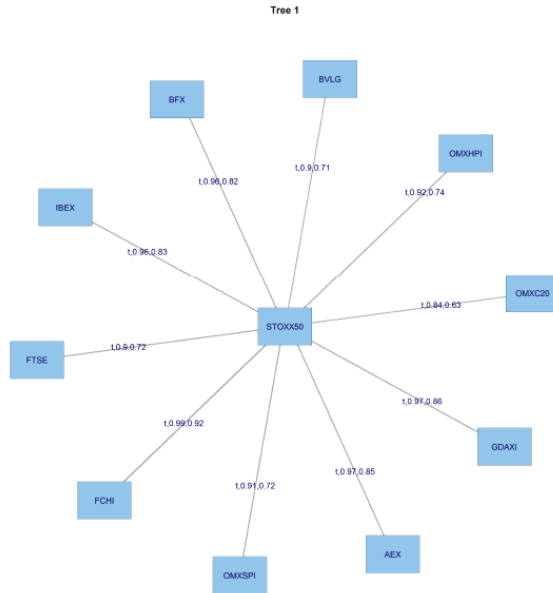 Tree 1
BVLG
BFX
OMXHPI
t,0.9,0.71
t,0.96,0.82
t,0.92,0.74
IBEX
t,0.96,0.83
OMXC20
t,0.84,0.63
STOXX50
t,0.9,0.72
FTSE
t,0.97,0.86
t,0.99,0.92
GDAXI
t,0.97,0.85
t,0.91,0.72
FCHI
AEX
OMXSPI